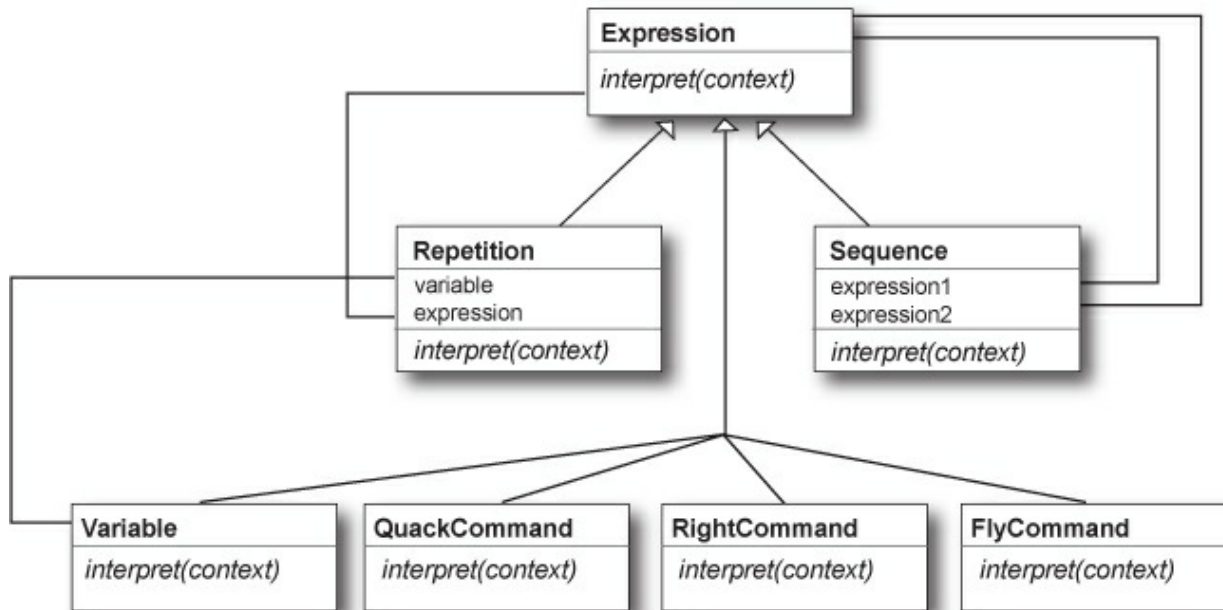 Expression
interpret(context)
Repetition
variable
expression
interpret(context)
Sequence
expression1
expression2
interpret(context)
Variable
interpret(context)
QuackCommand
interpret(context)
RightCommand
interpret(context)
FlyCommand
interpret(context)